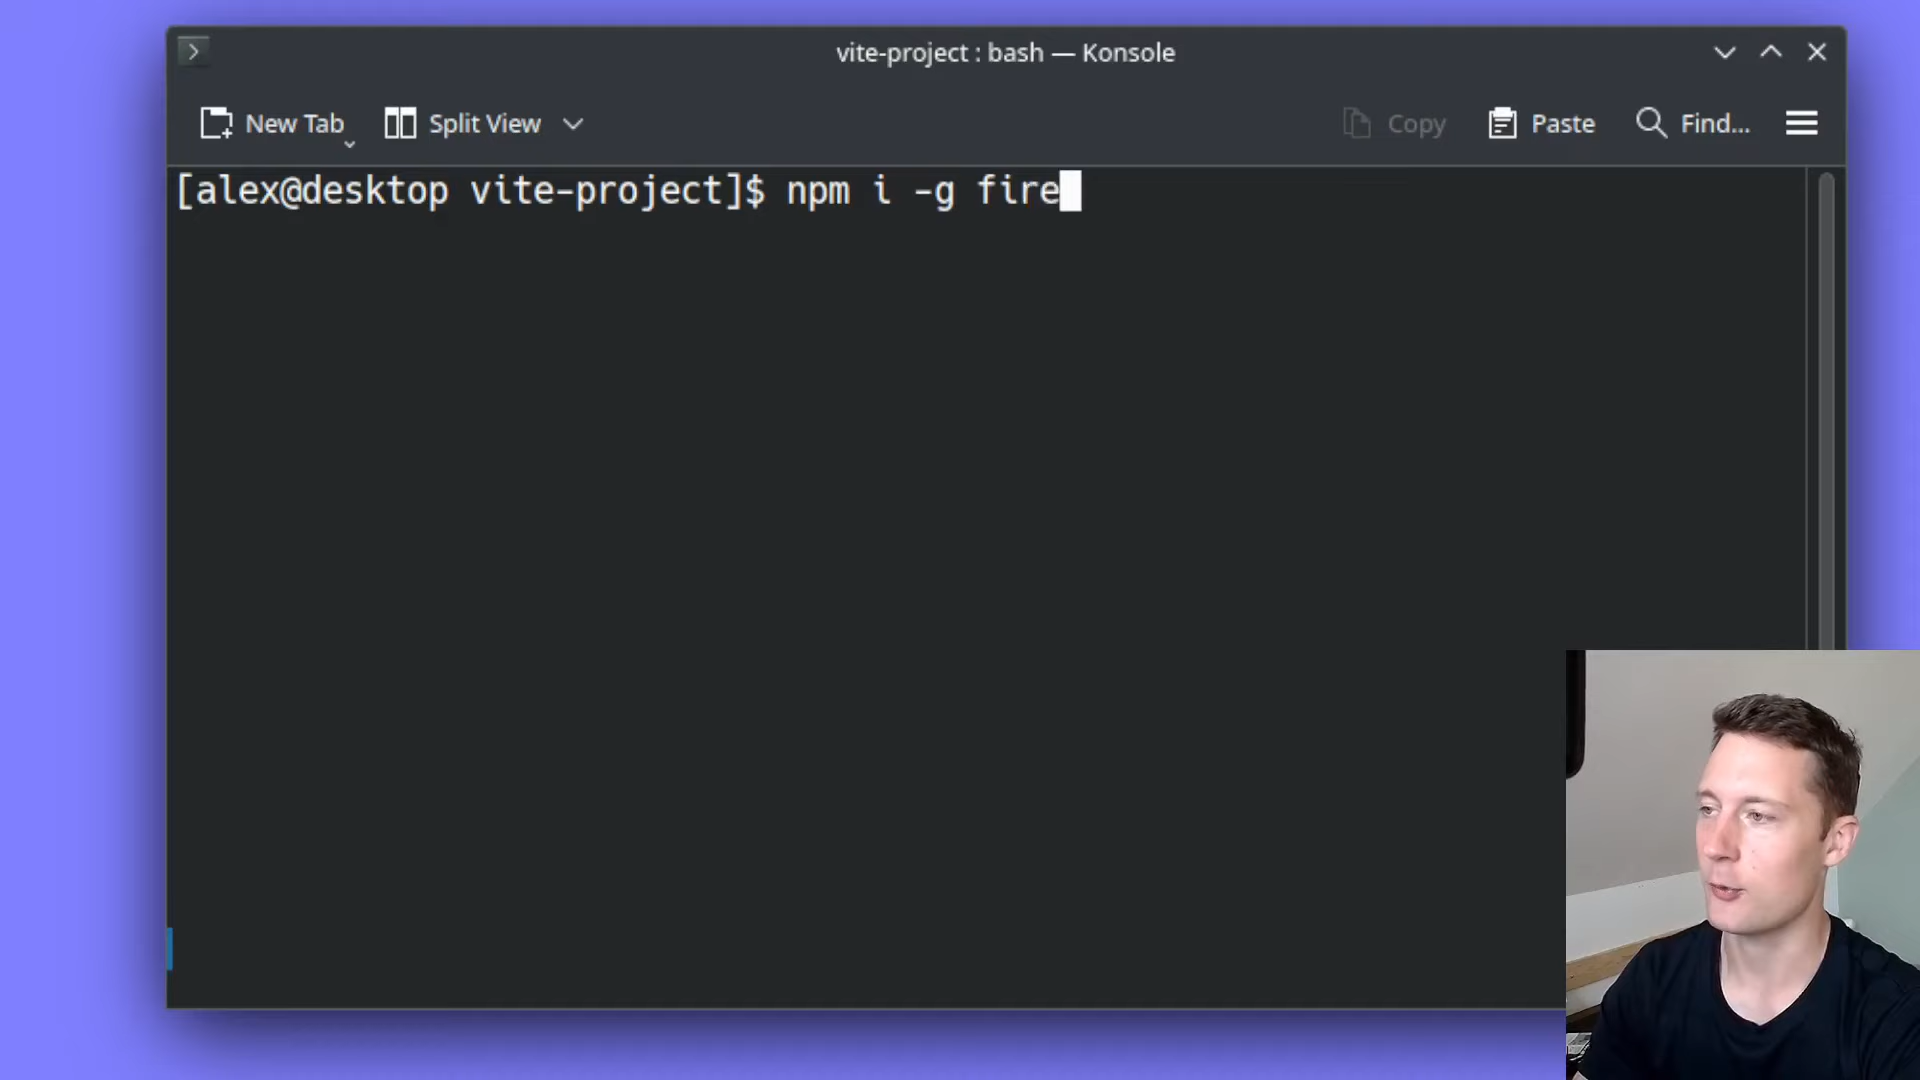 vite-project : bash — Konsole
New Tab
Split View
Copy
Paste
Find...
[alex@desktop vite-project]$ npm i -g fire